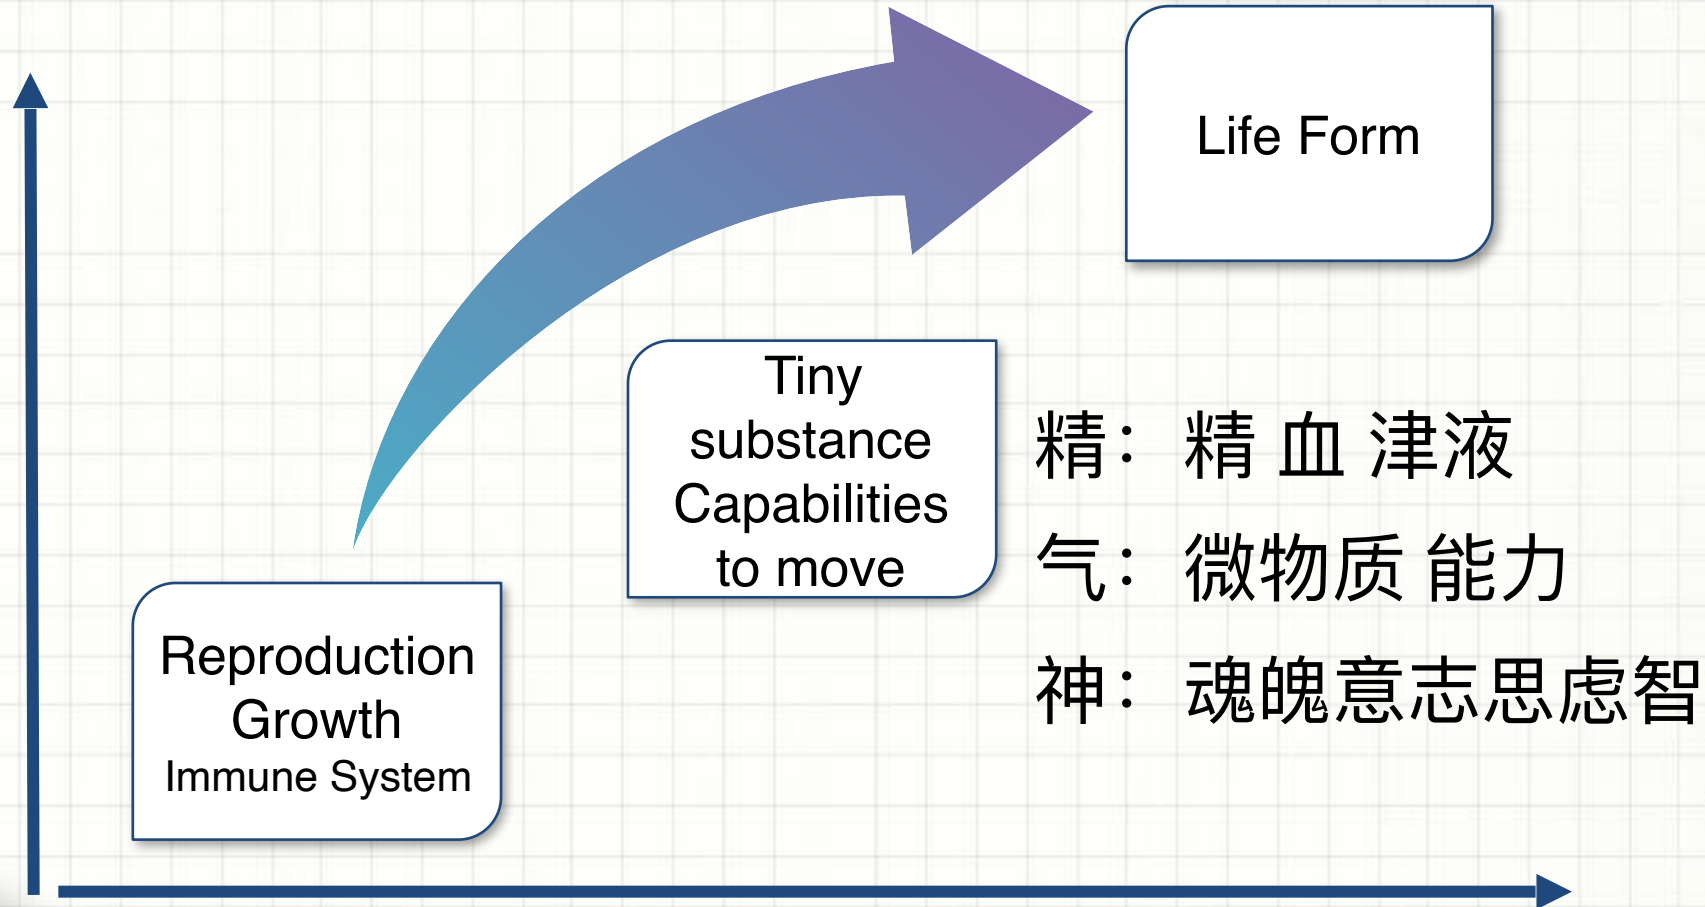 Life Form
Tiny
substance
Capabilities
to move
精：精 血 津液
气：微物质 能力
神：魂魄意志思虑智
Reproduction
Growth
Immune System